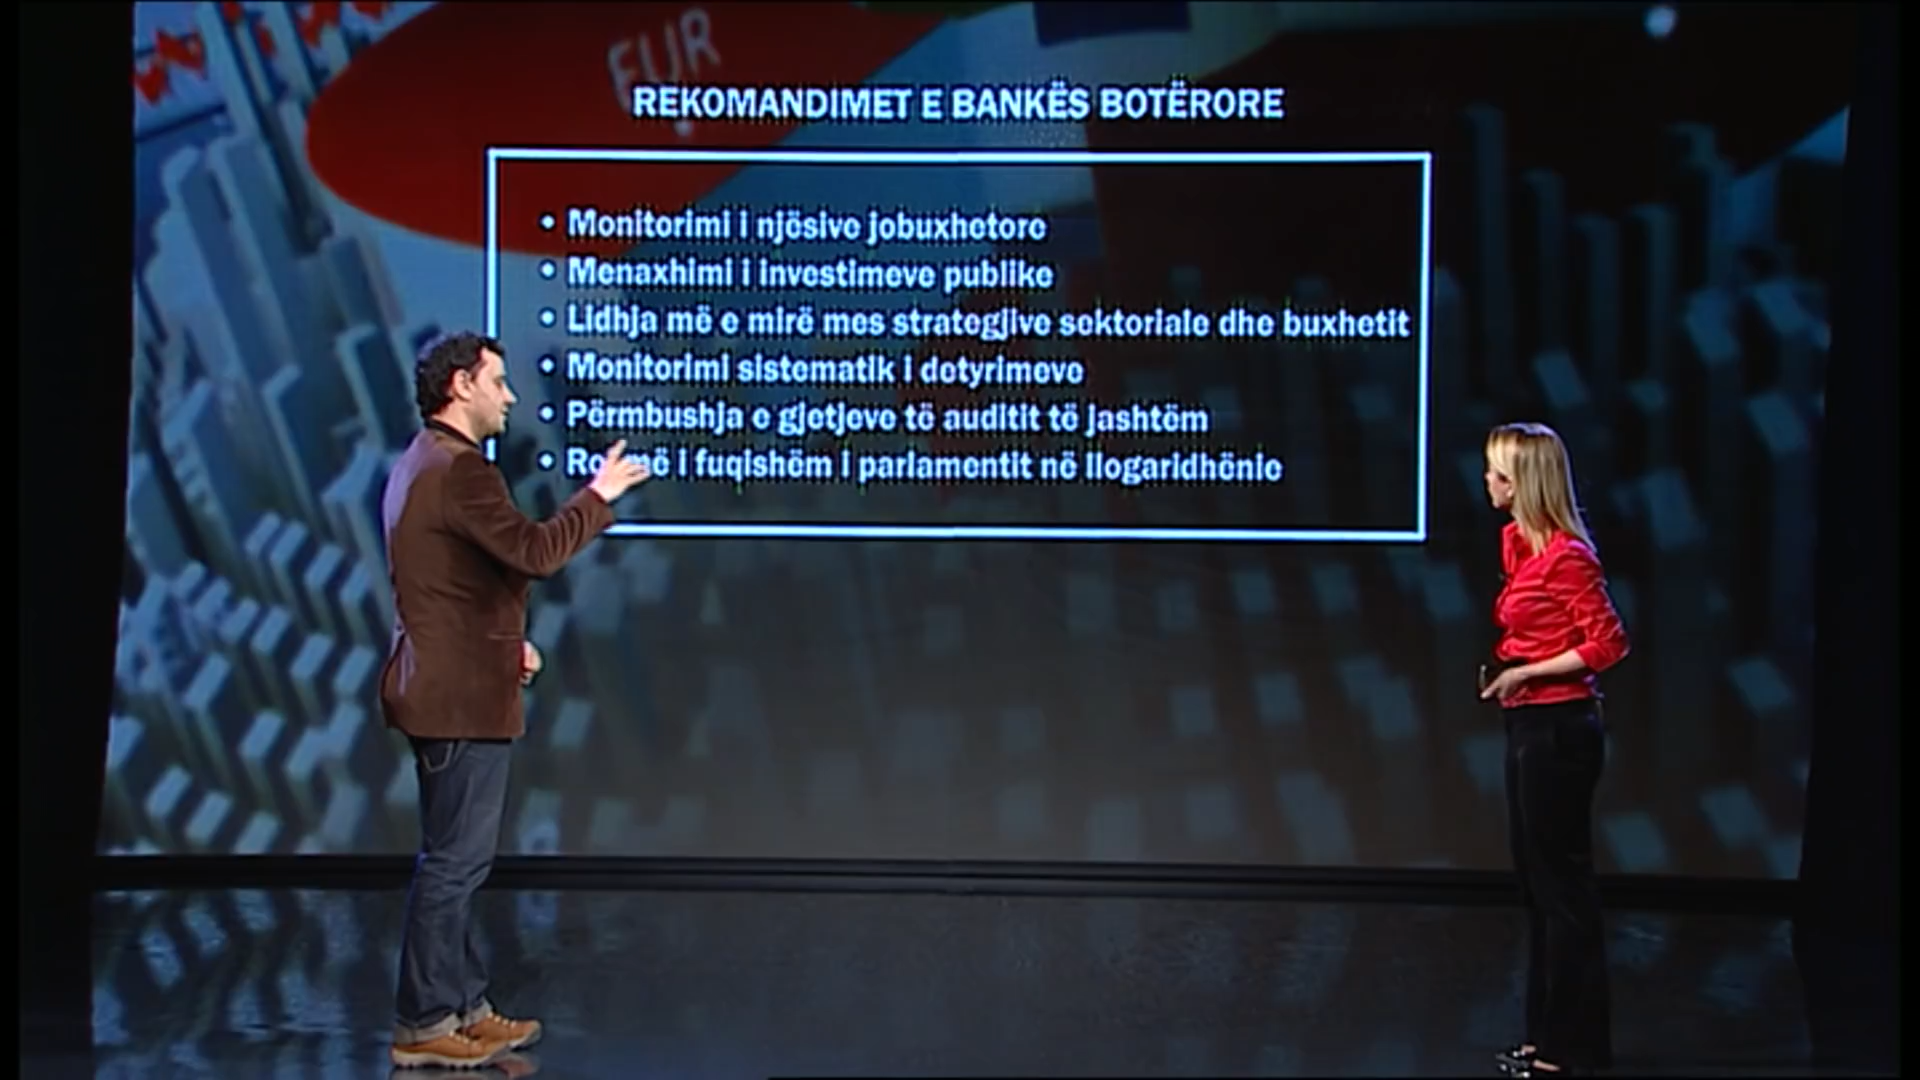 EUR
REKOMANDIMET E BANKËS BOTËRORE
• Monitorimi i njësive jobuxhetore
• Menaxhimi i investimeve publike
• Lidhja më e mirë mes strategjive sektoriale dhe buxhetit
• Monitorimi sistematik i detyrimeve
• Përmbushja e gjetjeve të auditit të jashtëm
• më i fuqishëm i parlamentit në llogaridhënie